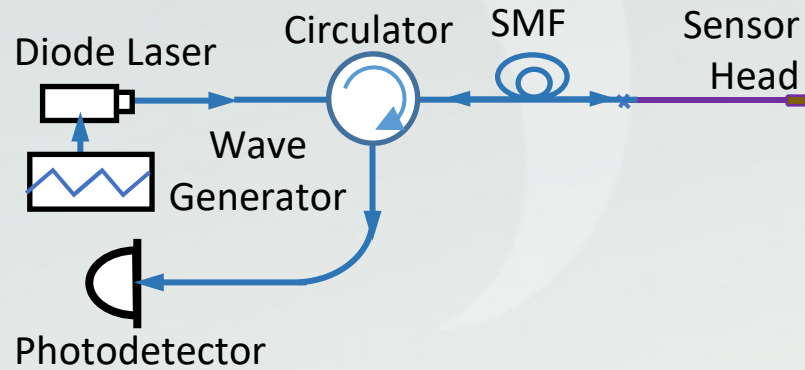 Diode Laser
Circulator
SMF
Sensor
Head
Wave
Generator
Photodetector